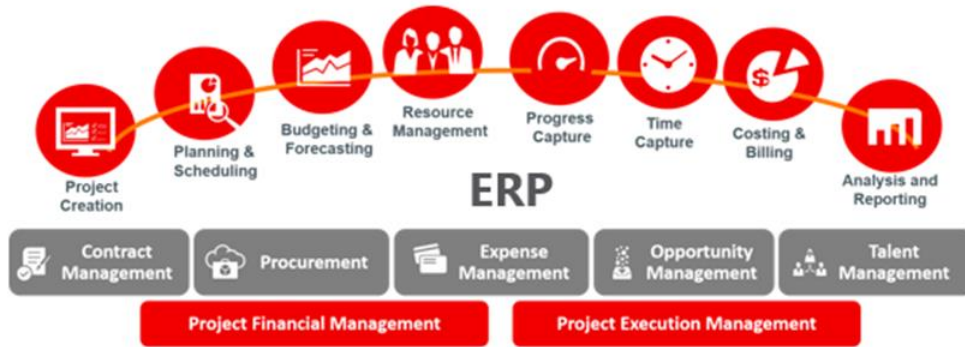 Project
Creation
Planning &
Scheduling
Budgeting &
Forecasting
Resource
Management
Progress
Capture
Time
Capture
$
Costing &
Billing
Analysis and
Reporting
ERP
Contract
Management
Procurement
Expense
Management
Opportunity
Management
Talent
Management
Project Financial Management
Project Execution Management